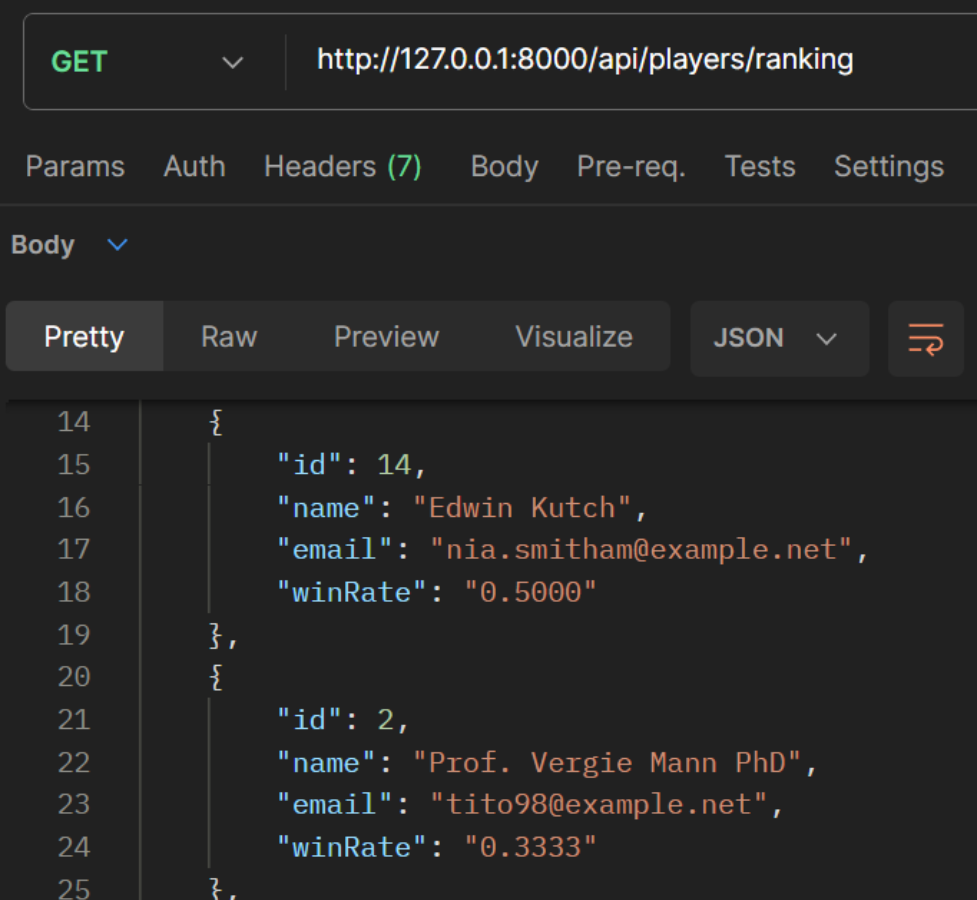 GET http://127.0.0.1:8000/api/players/ranking
Params Auth Headers (7) Body Pre-req. Tests Settings
Body
Pretty Raw Preview Visualize JSON
14 {
15 "id": 14,
16 "name": "Edwin Kutch",
17 "email": "nia.smitham@example.net",
18 "winRate": "0.5000"
19 },
20 {
21 "id": 2,
22 "name": "Prof. Vergie Mann PhD",
23 "email": "tito98@example.net",
24 "winRate": "0.3333"
25 },